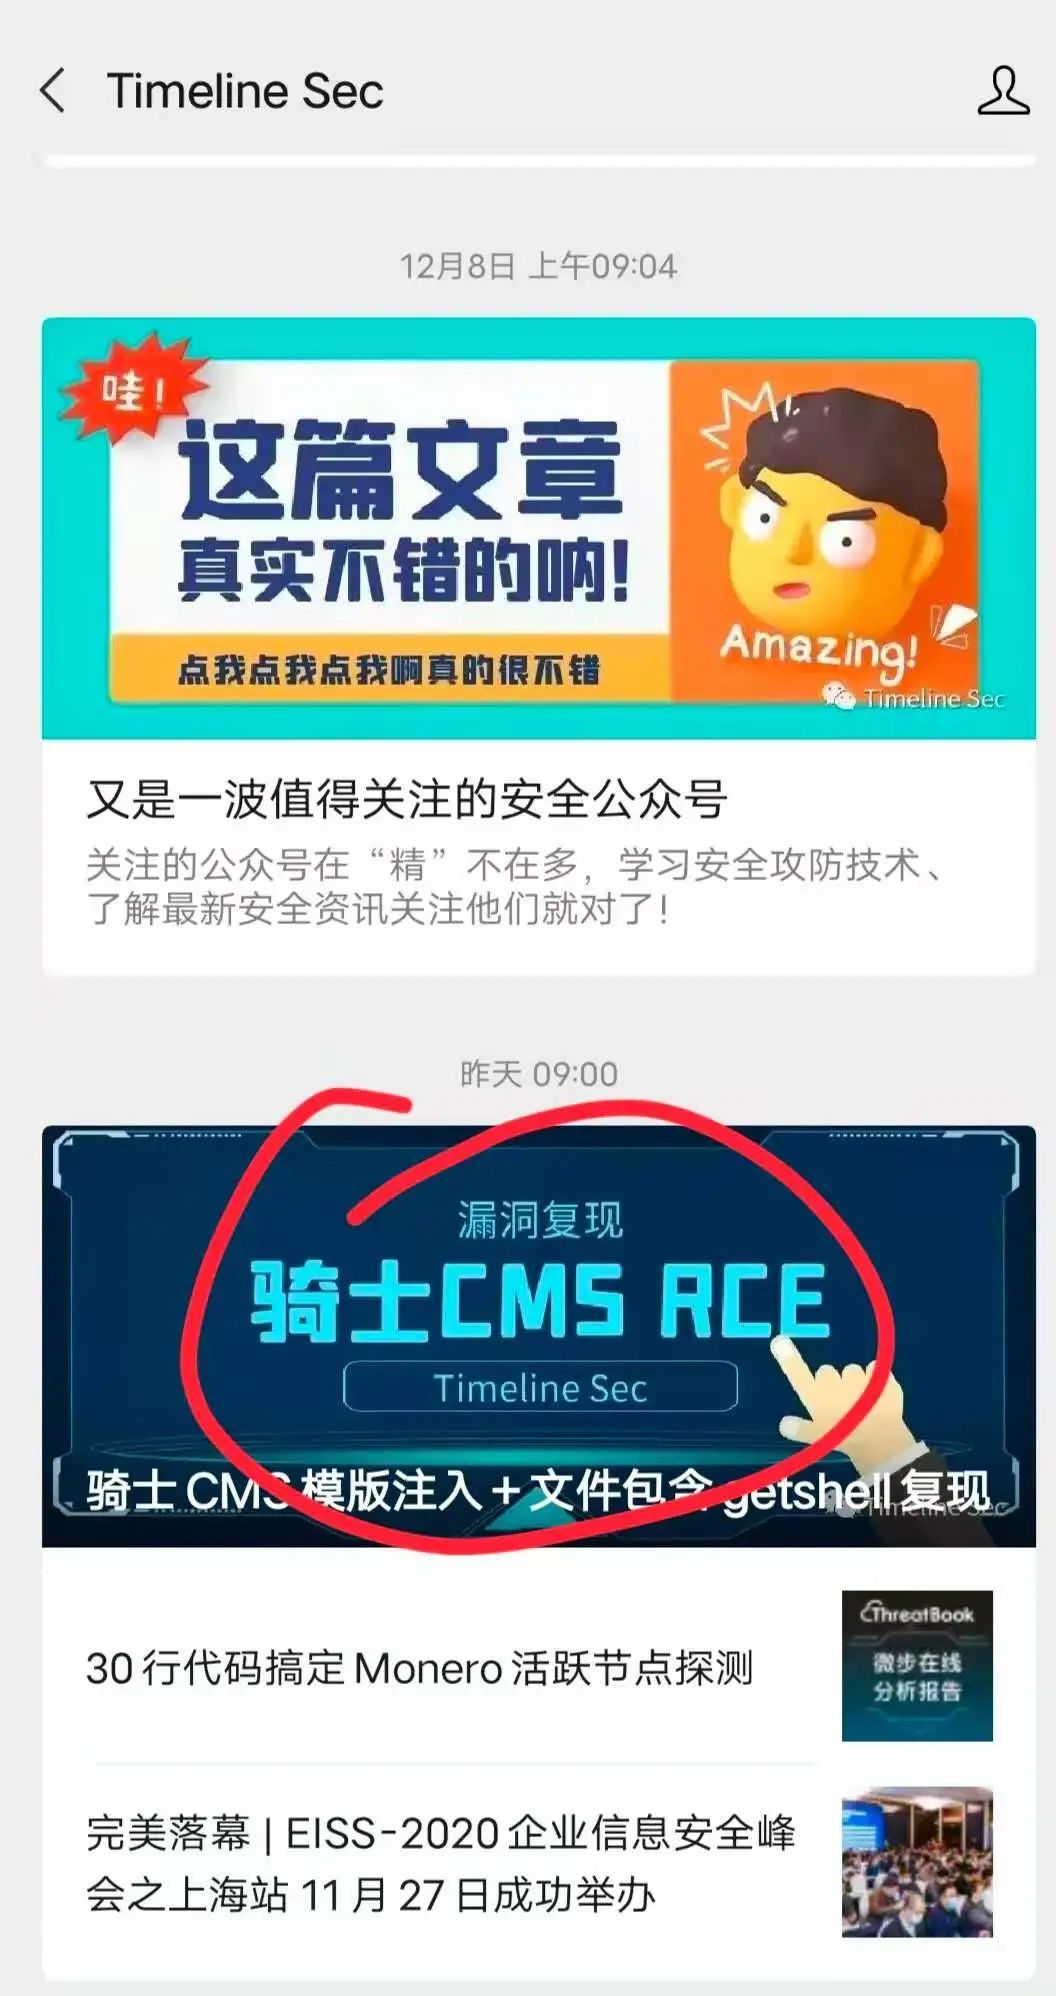 Timeline Sec
12月8日 上午09:04
哇!
这篇文章
真实不错的呐!
点我点我点我啊真的很不错
Amazing!
Timeline Sec
又是一波值得关注的安全公众号
关注的公众号在“精”不在多，学习安全攻防技术、
了解最新安全资讯关注他们就对了！
昨天 09:00
漏洞复现
骑士CMS RCE
Timeline Sec
骑士 CMS 模版注入 + 文件包含 getshell 复现
Timeline Sec
30 行代码搞定 Monero 活跃节点探测
ThreatBook
微步在线
分析报告
完美落幕 | EISS-2020 企业信息安全峰
会之上海站 11 月 27 日成功举办